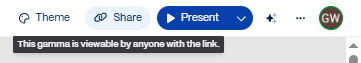 Theme Share Present GW
This gamma is viewable by anyone with the link.